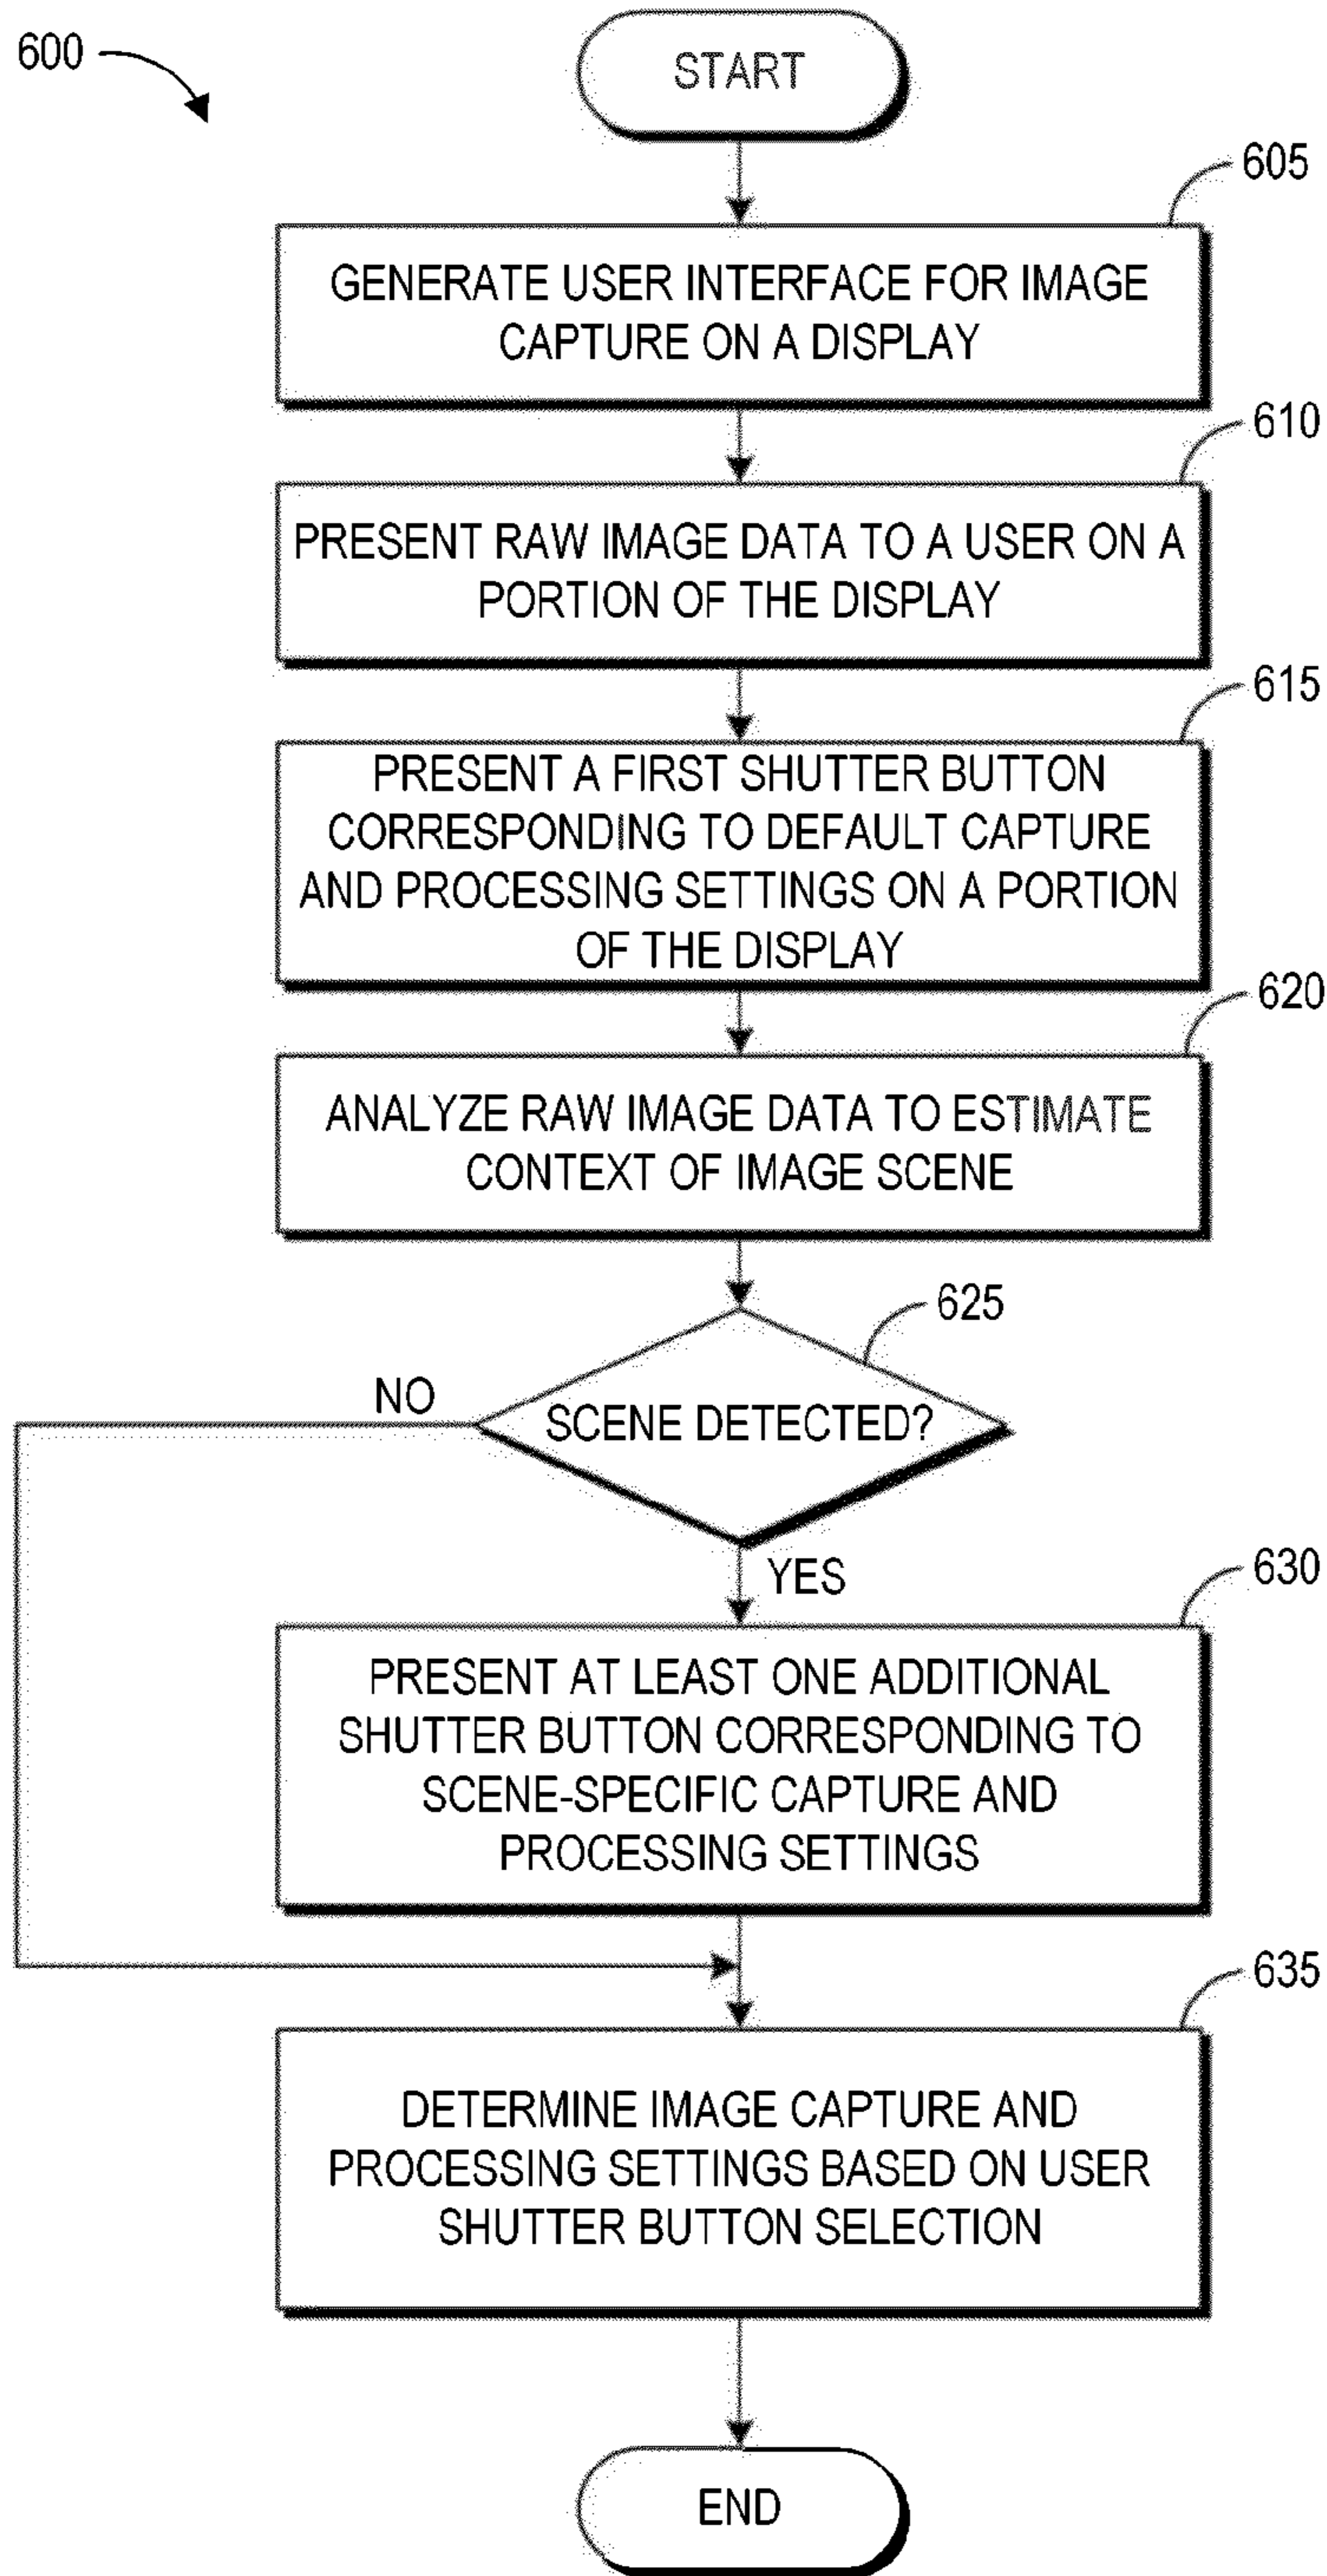 600
START
605
GENERATE USER INTERFACE FOR IMAGE
CAPTURE ON A DISPLAY
610
PRESENT RAW IMAGE DATA TO A USER ON A
PORTION OF THE DISPLAY
615
PRESENT A FIRST SHUTTER BUTTON
CORRESPONDING TO DEFAULT CAPTURE
AND PROCESSING SETTINGS ON A PORTION
OF THE DISPLAY
620
ANALYZE RAW IMAGE DATA TO ESTIMATE
CONTEXT OF IMAGE SCENE
625
NO
SCENE DETECTED?
YES
630
PRESENT AT LEAST ONE ADDITIONAL
SHUTTER BUTTON CORRESPONDING TO
SCENE-SPECIFIC CAPTURE AND
PROCESSING SETTINGS
635
DETERMINE IMAGE CAPTURE AND
PROCESSING SETTINGS BASED ON USER
SHUTTER BUTTON SELECTION
END